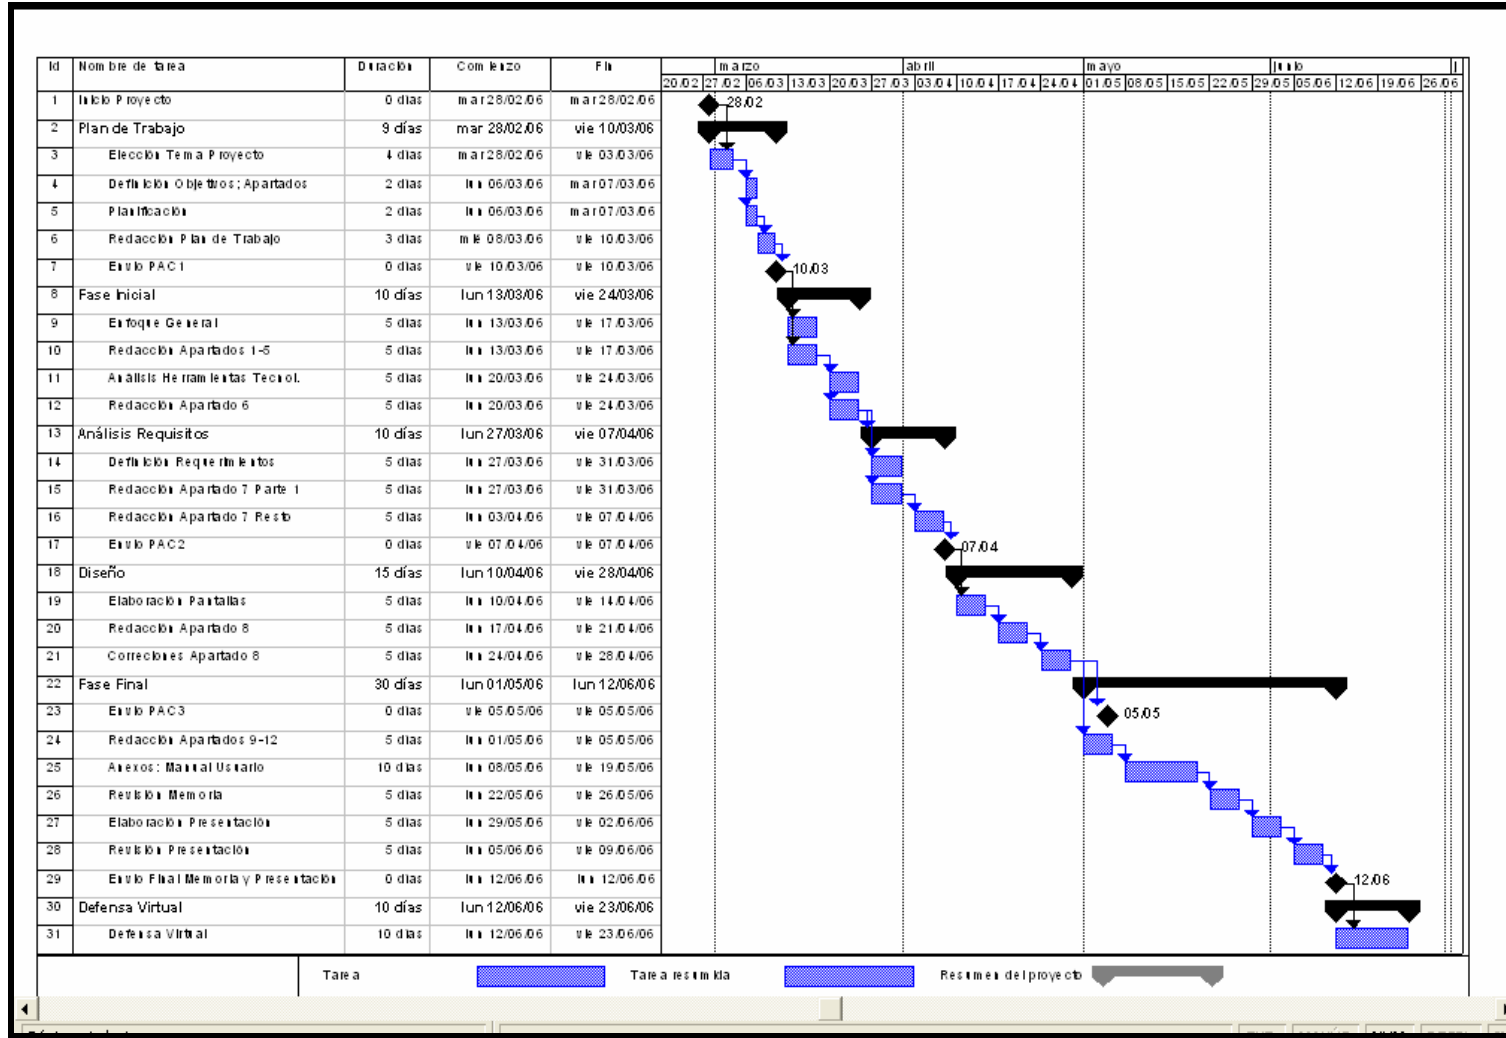 Id Nombre de tarea Duración Comienzo Fin
marzo abril mayo junio
20/02 27/02 06/03 13/03 20/03 27/03 03/04 10/04 17/04 24/04 01/05 08/05 15/05 22/05 29/05 05/06 12/06 19/06 26/06
1 Inicio Proyecto 0 días mar 28/02/06 mar 28/02/06 28/02
2 Plan de Trabajo 9 días mar 28/02/06 vie 10/03/06
3 Elección Tema Proyecto 4 días mar 28/02/06 vie 03/03/06
4 Definición Objetivos; Apartados 2 días lun 06/03/06 mar 07/03/06
5 Planificación 2 días lun 06/03/06 mar 07/03/06
6 Redacción Plan de Trabajo 3 días mié 08/03/06 vie 10/03/06
7 Envío PAC1 0 días vie 10/03/06 vie 10/03/06 10/03
8 Fase Inicial 10 días lun 13/03/06 vie 24/03/06
9 Enfoque General 5 días lun 13/03/06 vie 17/03/06
10 Redacción Apartados 1-5 5 días lun 13/03/06 vie 17/03/06
11 Análisis Herramientas Tecnol. 5 días lun 20/03/06 vie 24/03/06
12 Redacción Apartado 6 5 días lun 20/03/06 vie 24/03/06
13 Análisis Requisitos 10 días lun 27/03/06 vie 07/04/06
14 Definición Requerimientos 5 días lun 27/03/06 vie 31/03/06
15 Redacción Apartado 7 Parte 1 5 días lun 27/03/06 vie 31/03/06
16 Redacción Apartado 7 Resto 5 días lun 03/04/06 vie 07/04/06
17 Envío PAC2 0 días vie 07/04/06 vie 07/04/06 07/04
18 Diseño 15 días lun 10/04/06 vie 28/04/06
19 Elaboración Pantallas 5 días lun 10/04/06 vie 14/04/06
20 Redacción Apartado 8 5 días lun 17/04/06 vie 21/04/06
21 Correciones Apartado 8 5 días lun 24/04/06 vie 28/04/06
22 Fase Final 30 días lun 01/05/06 lun 12/06/06
23 Envío PAC3 0 días vie 05/05/06 vie 05/05/06 05/05
24 Redacción Apartados 9-12 5 días lun 01/05/06 vie 05/05/06
25 Anexos: Manual Usuario 10 días lun 08/05/06 vie 19/05/06
26 Revisión Memoria 5 días lun 22/05/06 vie 26/05/06
27 Elaboración Presentación 5 días lun 29/05/06 vie 02/06/06
28 Revisión Presentación 5 días lun 05/06/06 vie 09/06/06
29 Envío Final Memoria y Presentación 0 días lun 12/06/06 lun 12/06/06 12/06
30 Defensa Virtual 10 días lun 12/06/06 vie 23/06/06
31 Defensa Virtual 10 días lun 12/06/06 vie 23/06/06
Tarea Tarea resumida Resumen del proyecto